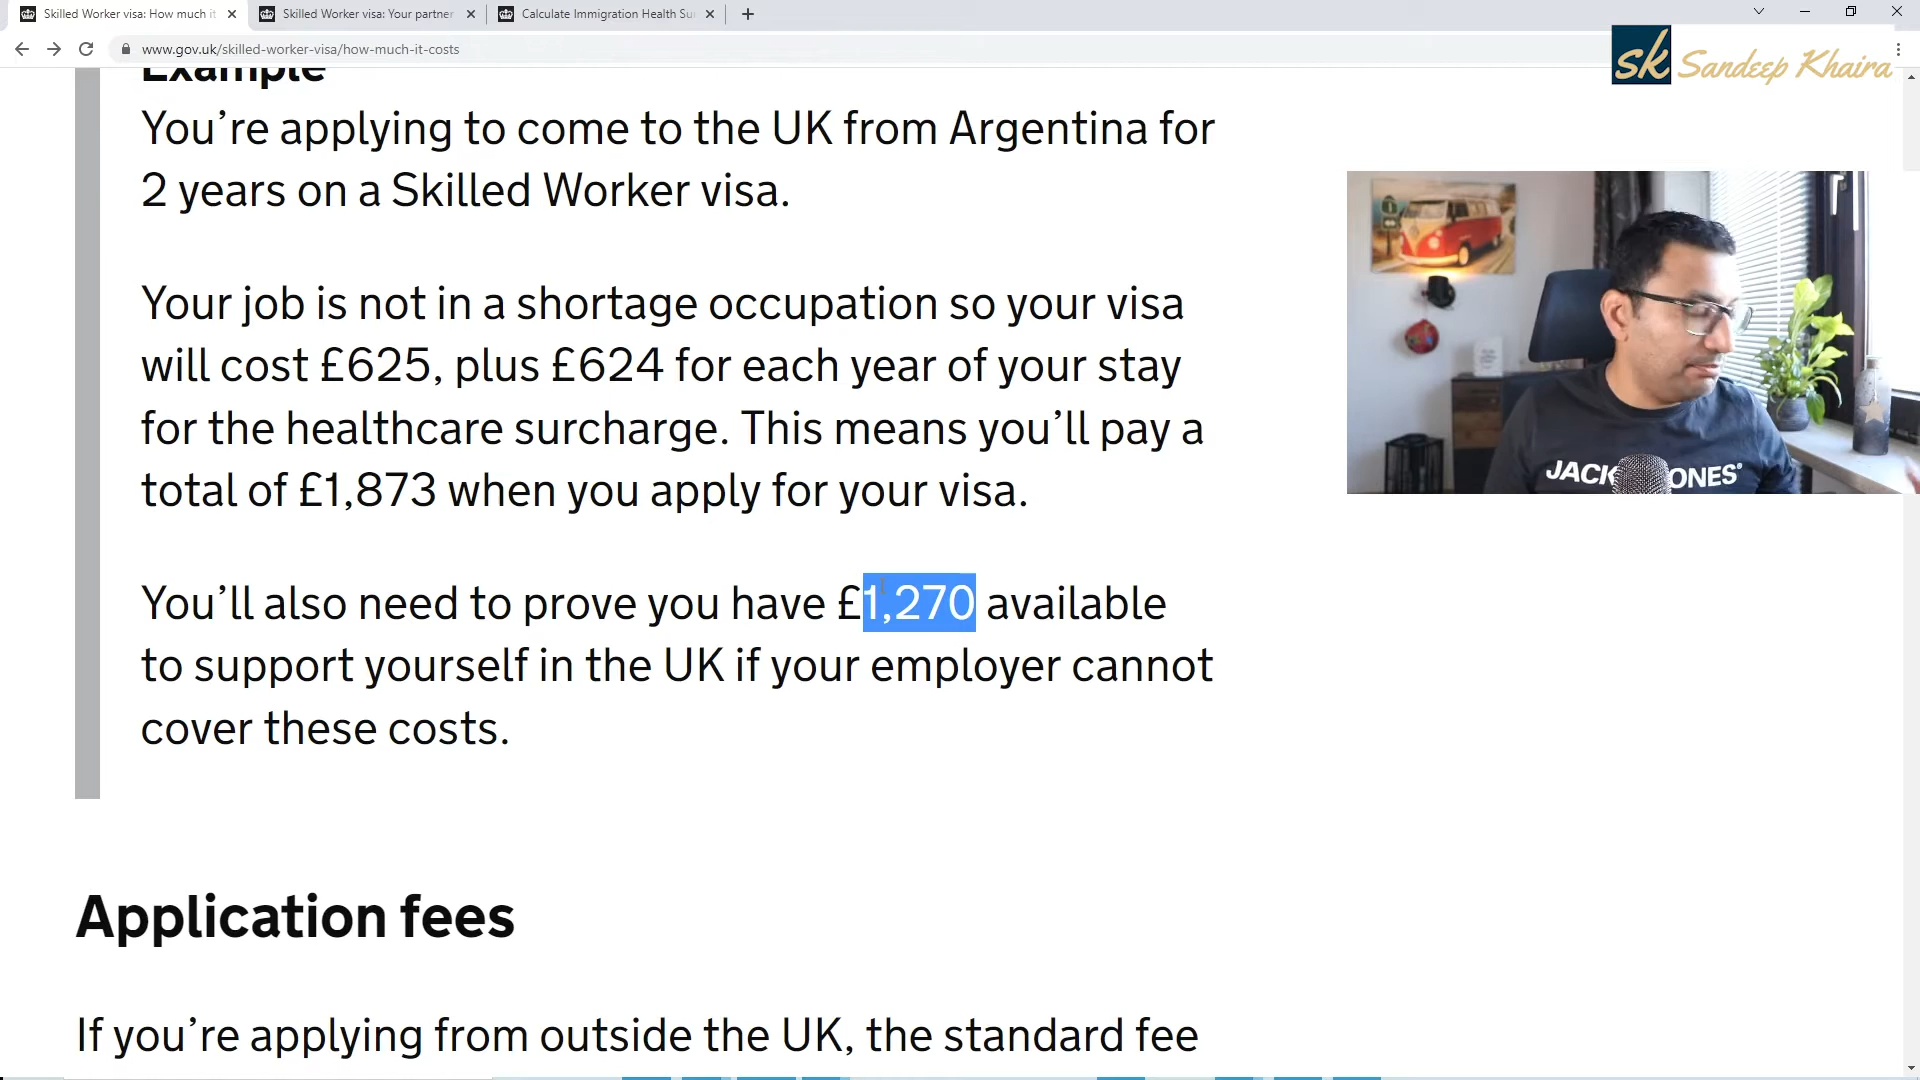 Skilled Worker visa: How much it
Skilled Worker visa: Your partner
Calculate Immigration Health Su
www.gov.uk/skilled-worker-visa/how-much-it-costs
sk Sandeep Khaira
Example
You’re applying to come to the UK from Argentina for
2 years on a Skilled Worker visa.
Your job is not in a shortage occupation so your visa
will cost £625, plus £624 for each year of your stay
for the healthcare surcharge. This means you’ll pay a
total of £1,873 when you apply for your visa.
JACK ONES
You’ll also need to prove you have £1,270 available
to support yourself in the UK if your employer cannot
cover these costs.
Application fees
If you’re applying from outside the UK, the standard fee